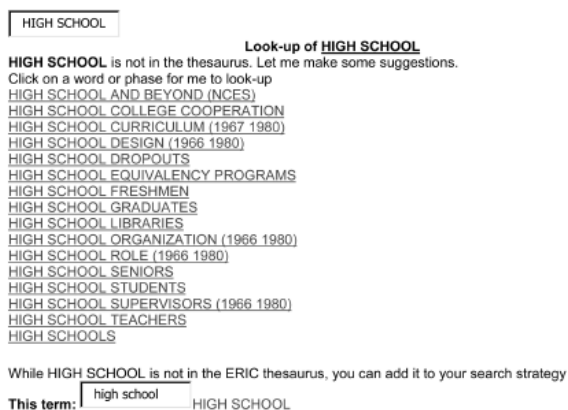 HIGH SCHOOL
Look-up of HIGH SCHOOL
HIGH SCHOOL is not in the thesaurus. Let me make some suggestions.
Click on a word or phase for me to look-up
HIGH SCHOOL AND BEYOND (NCES)
HIGH SCHOOL COLLEGE COOPERATION
HIGH SCHOOL CURRICULUM (1967 1980)
HIGH SCHOOL DESIGN (1966 1980)
HIGH SCHOOL DROPOUTS
HIGH SCHOOL EQUIVALENCY PROGRAMS
HIGH SCHOOL FRESHMEN
HIGH SCHOOL GRADUATES
HIGH SCHOOL LIBRARIES
HIGH SCHOOL ORGANIZATION (1966 1980)
HIGH SCHOOL ROLE (1966 1980)
HIGH SCHOOL SENIORS
HIGH SCHOOL STUDENTS
HIGH SCHOOL SUPERVISORS (1966 1980)
HIGH SCHOOL TEACHERS
HIGH SCHOOLS
While HIGH SCHOOL is not in the ERIC thesaurus, you can add it to your search strategy
This term: high school HIGH SCHOOL